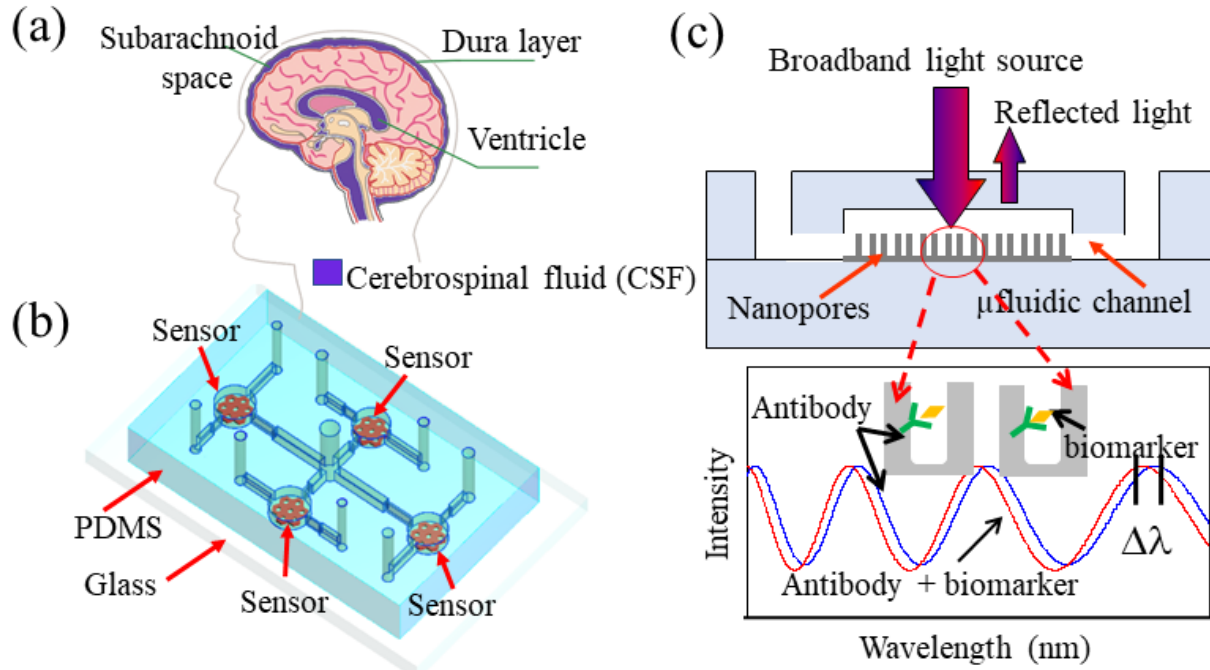 (a)
Subarachnoid
space
Dura layer
Ventricle
Cerebrospinal fluid (CSF)
(b)
Sensor
Sensor
PDMS
Glass
Sensor
Sensor
(c)
Broadband light source
Reflected light
Nanopores
μfluidic channel
Antibody
biomarker
Intensity
Δλ
Antibody + biomarker
Wavelength (nm)